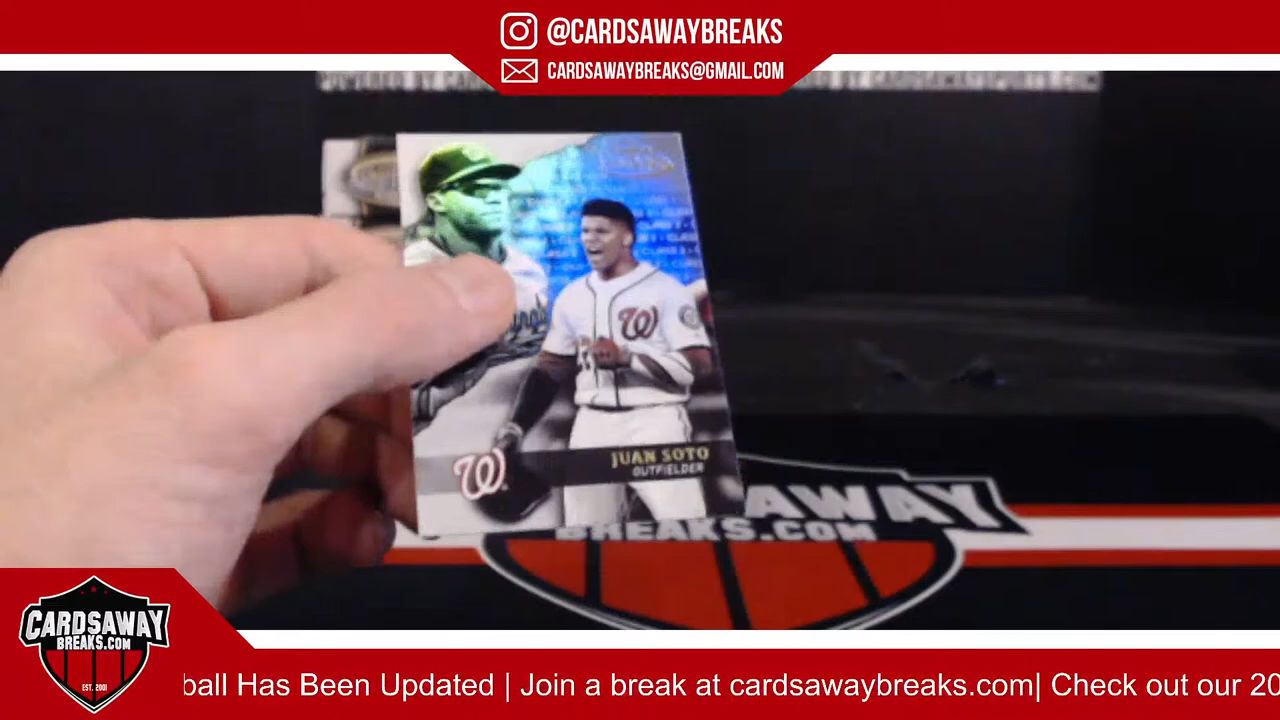 @CARDSAWAYBREAKS
CARDSAWAYBREAKS@GMAIL.COM
JUAN SOTO
OUTFIELDER
W
W
AWAY
BREAKS.COM
CARDSAWAY
BREAKS.COM
EST. 2001
ball Has Been Updated | Join a break at cardsawaybreaks.com| Check out our 20